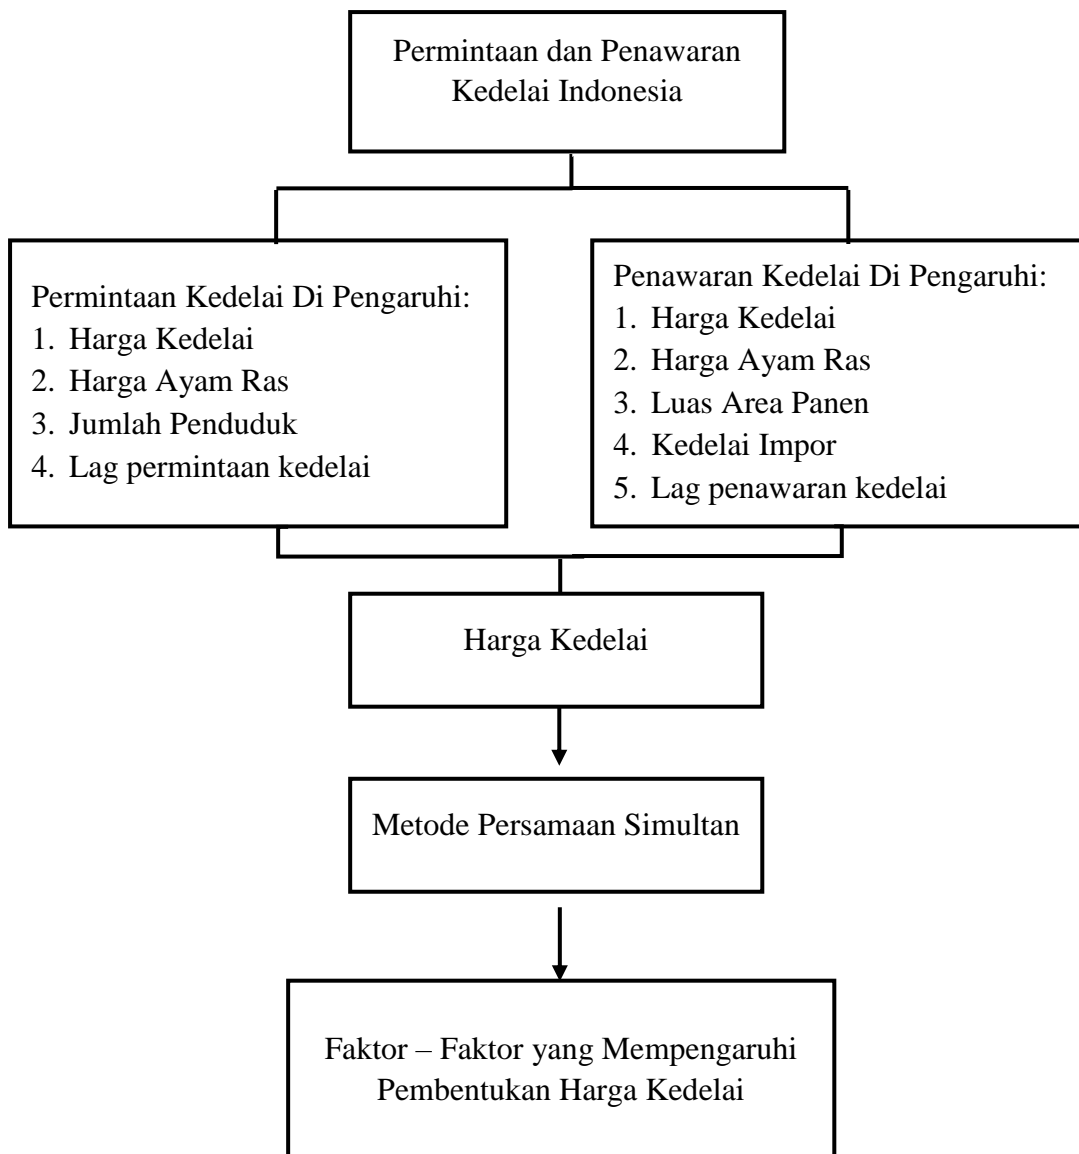 Permintaan dan Penawaran
Kedelai Indonesia
Permintaan Kedelai Di Pengaruhi:
1. Harga Kedelai
2. Harga Ayam Ras
3. Jumlah Penduduk
4. Lag permintaan kedelai
Penawaran Kedelai Di Pengaruhi:
1. Harga Kedelai
2. Harga Ayam Ras
3. Luas Area Panen
4. Kedelai Impor
5. Lag penawaran kedelai
Harga Kedelai
Metode Persamaan Simultan
Faktor – Faktor yang Mempengaruhi
Pembentukan Harga Kedelai